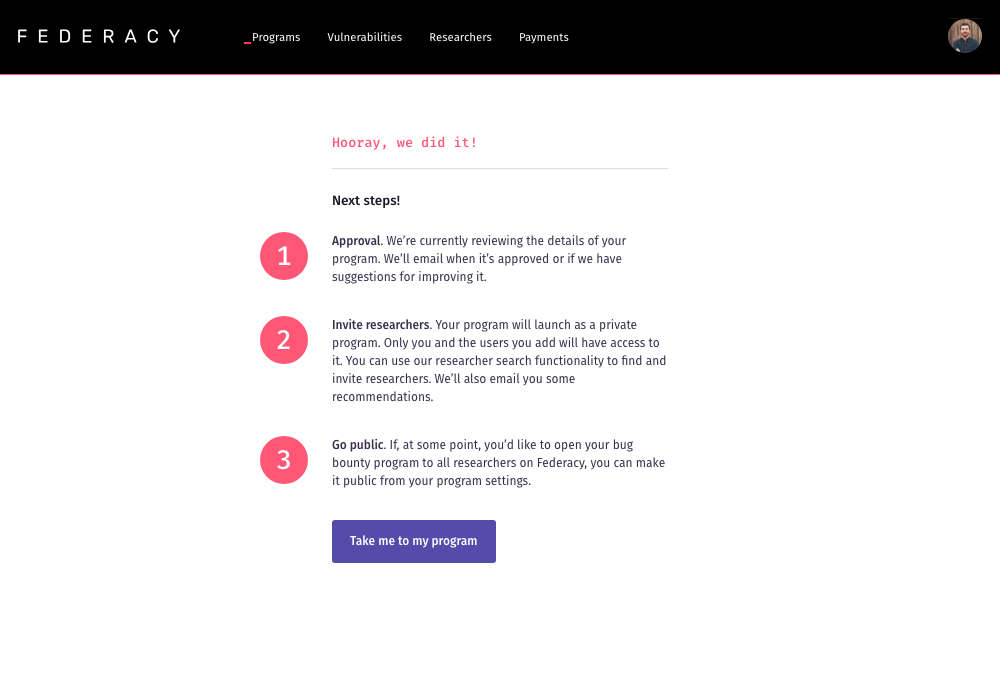 FEDERACY
_Programs
Vulnerabilities
Researchers
Payments
Hooray, we did it!
Next steps!
1
Approval. We’re currently reviewing the details of your
program. We’ll email when it’s approved or if we have
suggestions for improving it.
2
Invite researchers. Your program will launch as a private
program. Only you and the users you add will have access to
it. You can use our researcher search functionality to find and
invite researchers. We’ll also email you some
recommendations.
3
Go public. If, at some point, you’d like to open your bug
bounty program to all researchers on Federacy, you can make
it public from your program settings.
Take me to my program